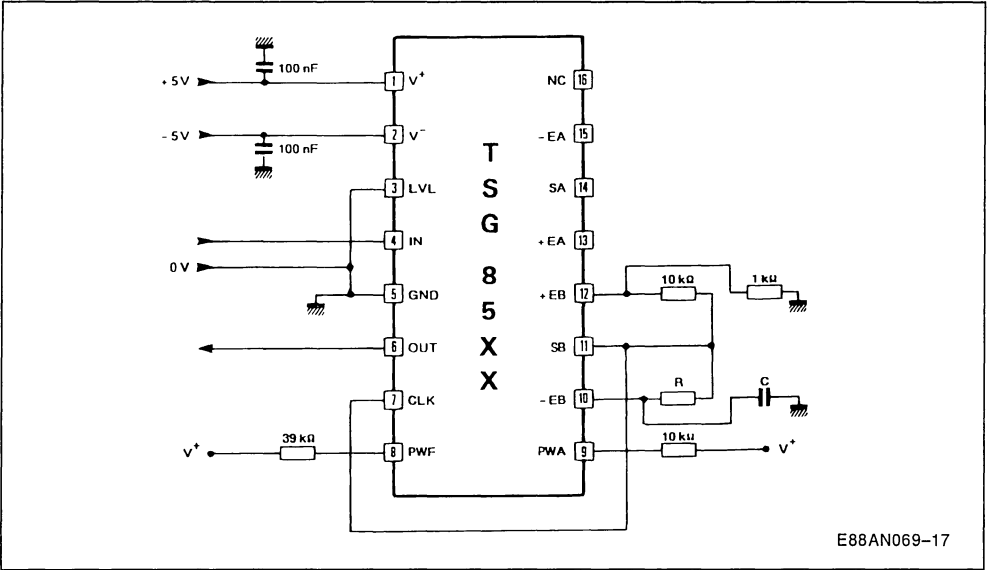 100 nF
+5V
1 V+
NC 16
-5V
2 V-
-EA 15
100 nF
3 LVL
SA 14
4 IN
+EA 13
0V
5 GND
+EB 12
10 kΩ
1 kΩ
6 OUT
SB 11
7 CLK
-EB 10
R
C
V+
39 kΩ
8 PWF
PWA 9
10 kΩ
V+
T
S
G
8
5
X
X
E88AN069-17